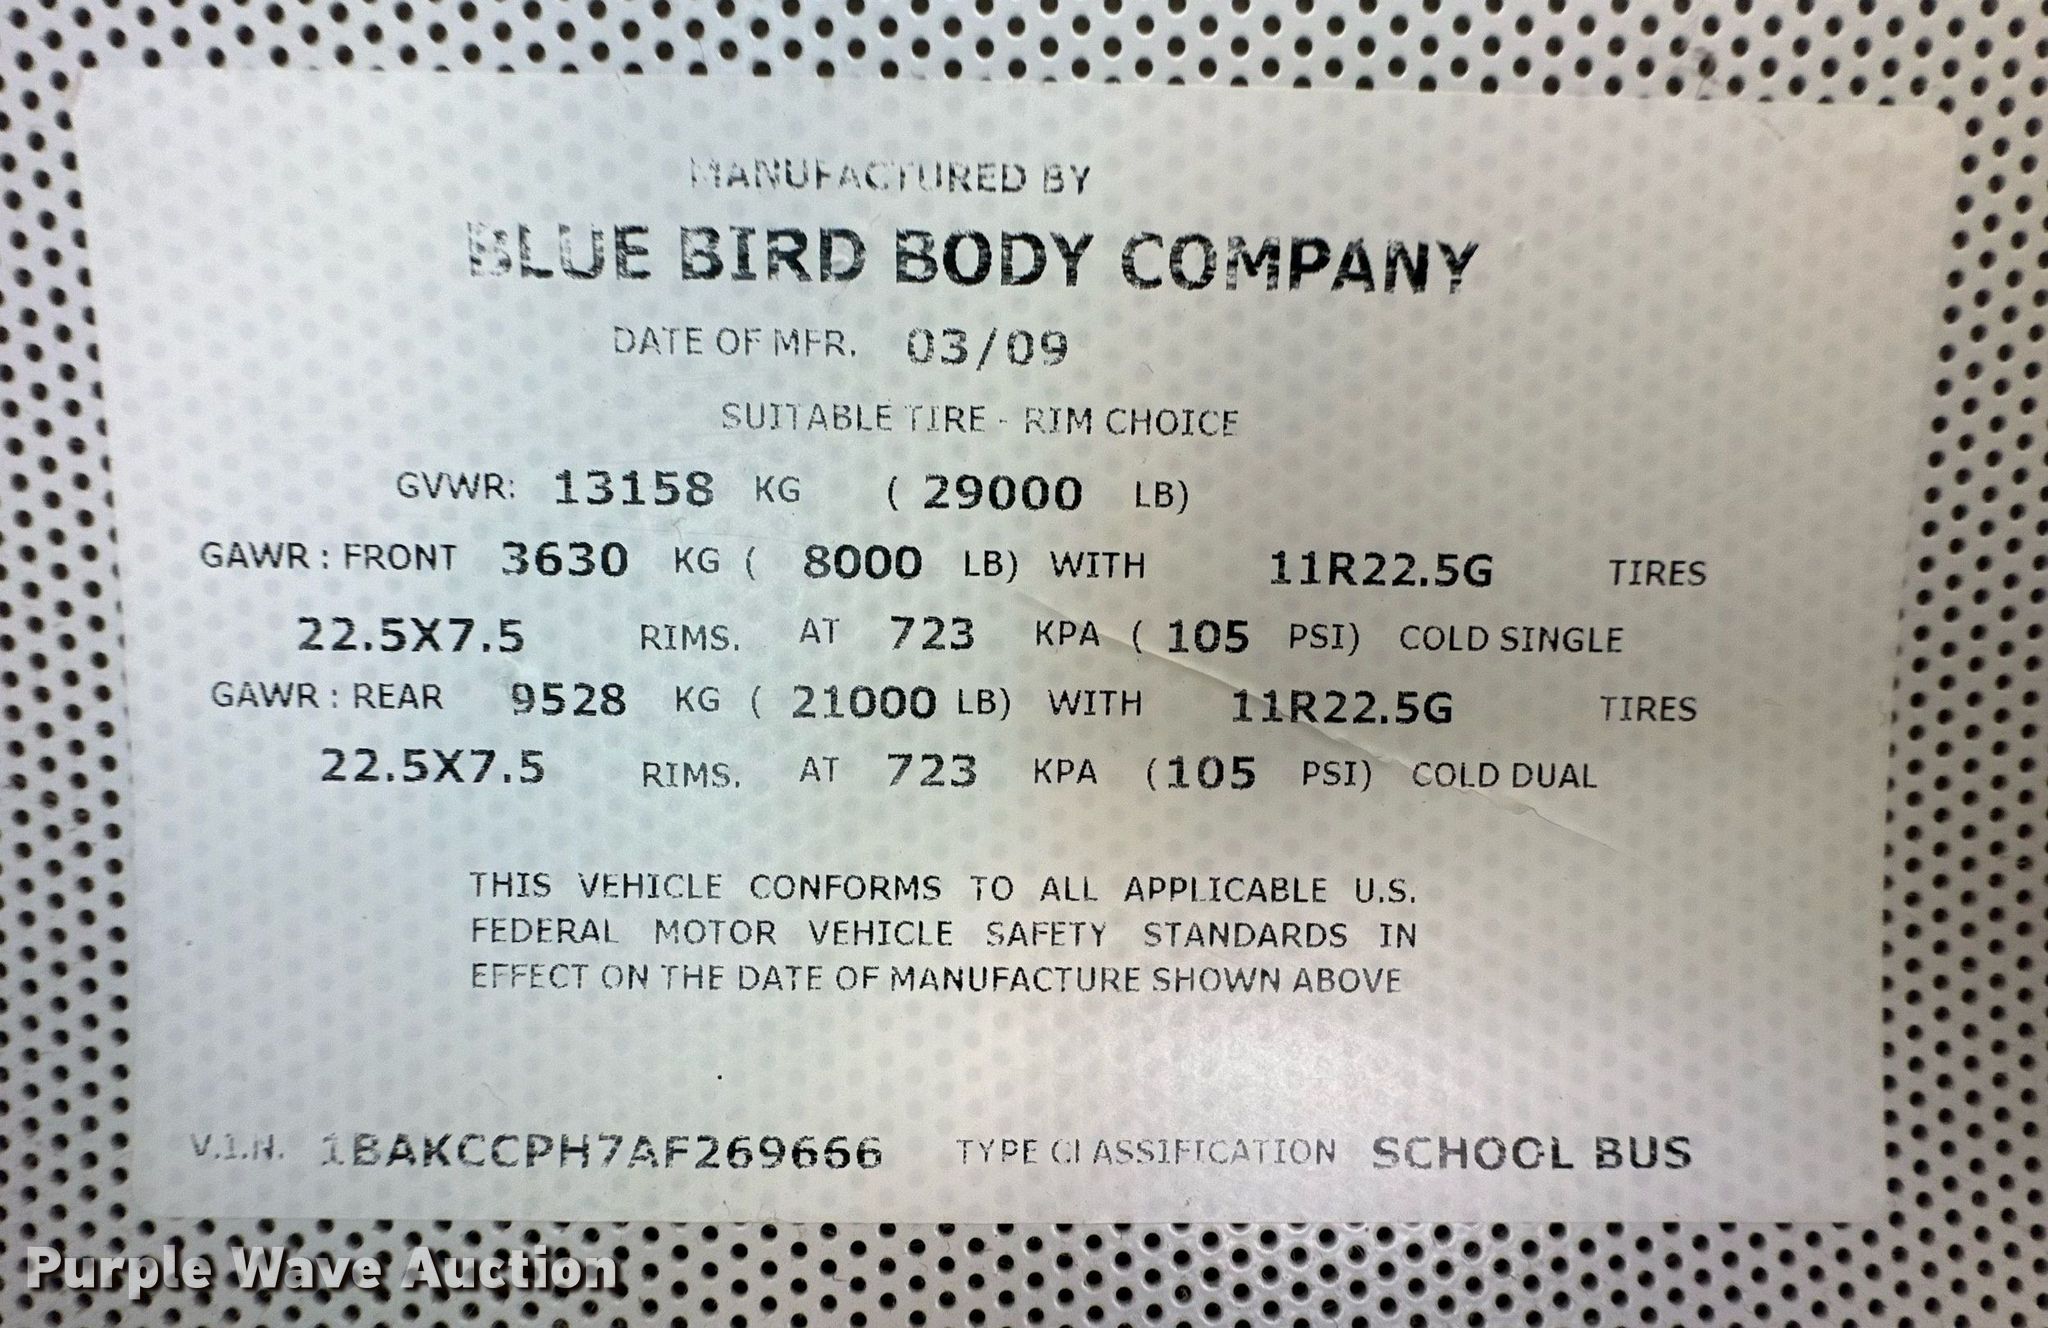 MANUFACTURED BY
BLUE BIRD BODY COMPANY
DATE OF MFR. 03/09
SUITABLE TIRE - RIM CHOICE
GVWR: 13158 KG ( 29000 LB)
GAWR : FRONT 3630 KG ( 8000 LB) WITH 11R22.5G TIRES
22.5X7.5 RIMS. AT 723 KPA ( 105 PSI) COLD SINGLE
GAWR : REAR 9528 KG ( 21000 LB) WITH 11R22.5G TIRES
22.5X7.5 RIMS. AT 723 KPA (105 PSI) COLD DUAL
THIS VEHICLE CONFORMS TO ALL APPLICABLE U.S.
FEDERAL MOTOR VEHICLE SAFETY STANDARDS IN
EFFECT ON THE DATE OF MANUFACTURE SHOWN ABOVE
V.I.N. 1BAKCCPH7AF269666 TYPE CLASSIFICATION SCHOOL BUS
Purple Wave Auction